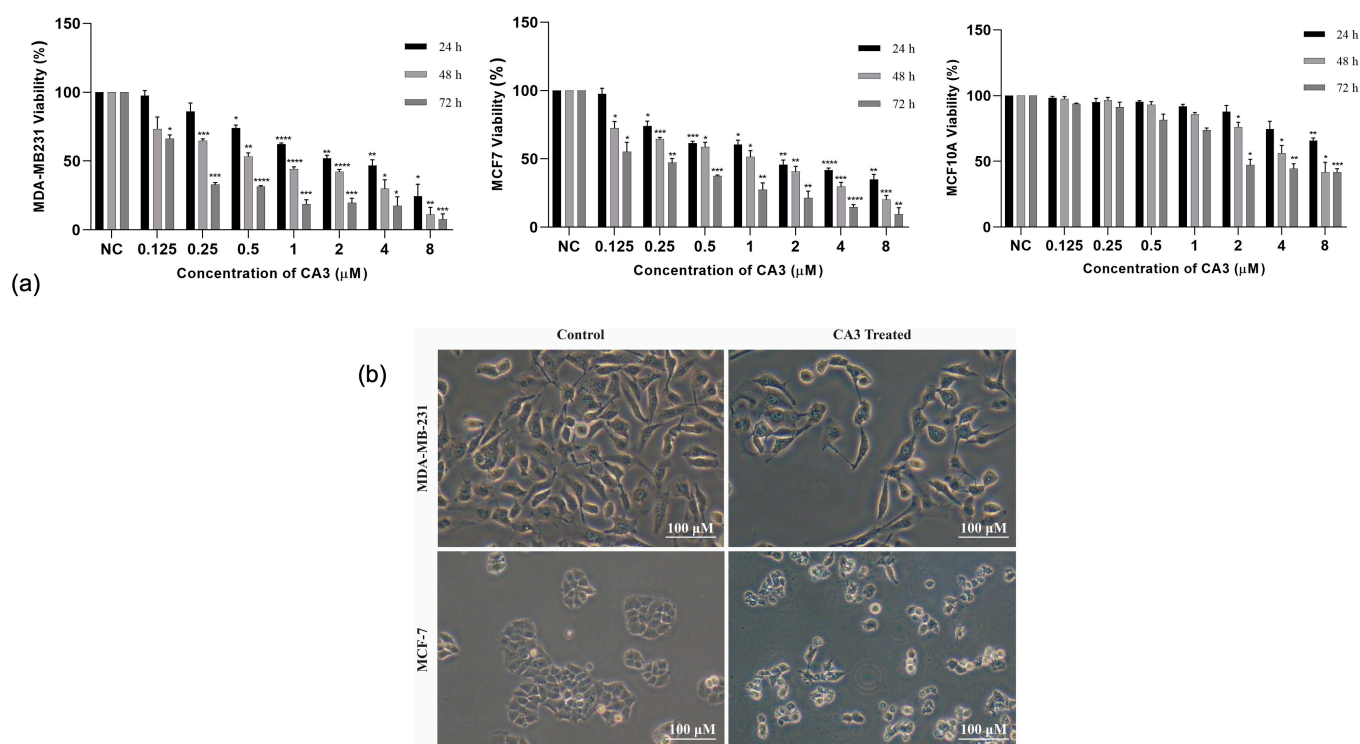 150
100
50
0
MDA-MB231 Viability (%)
24 h
48 h
72 h
* *** * ** *** **** **** **** *** ** **** *** ** * * * ** ***
NC 0.125 0.25 0.5 1 2 4 8
Concentration of CA3 (μM)
150
100
50
0
MCF7 Viability (%)
24 h
48 h
72 h
* * * *** ** *** * *** * * ** ** ** ** **** *** **** ** *** **
NC 0.125 0.25 0.5 1 2 4 8
Concentration of CA3 (μM)
150
100
50
0
MCF10A Viability (%)
24 h
48 h
72 h
* * * ** ** * ***
NC 0.125 0.25 0.5 1 2 4 8
Concentration of CA3 (μM)
(a)
(b)
Control
CA3 Treated
MDA-MB-231
100 μM
100 μM
MCF-7
100 μM
100 μM